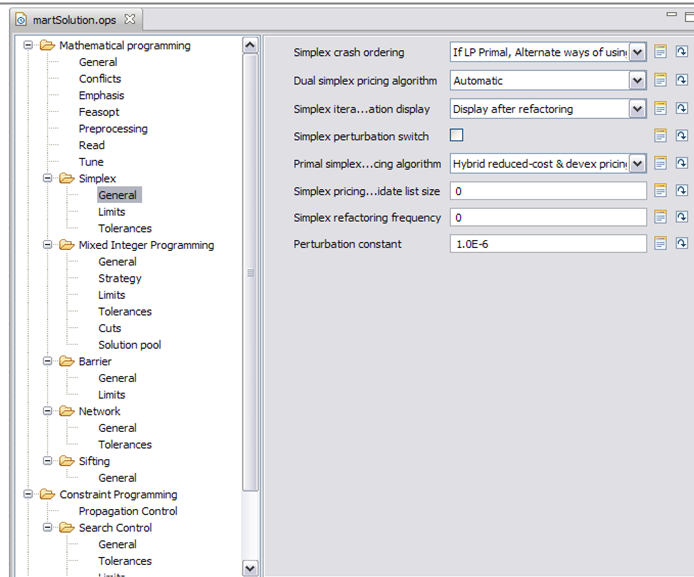 martSolution.ops
Mathematical programming
General
Conflicts
Emphasis
Feasopt
Preprocessing
Read
Tune
Simplex
General
Limits
Tolerances
Mixed Integer Programming
General
Strategy
Limits
Tolerances
Cuts
Solution pool
Barrier
General
Limits
Network
General
Tolerances
Sifting
General
Constraint Programming
Propagation Control
Search Control
General
Tolerances
Limits
Simplex crash ordering If LP Primal, Alternate ways of using
Dual simplex pricing algorithm Automatic
Simplex itera...ation display Display after refactoring
Simplex perturbation switch
Primal simplex...cing algorithm Hybrid reduced-cost & devex pricing
Simplex pricing...idate list size 0
Simplex refactoring frequency 0
Perturbation constant 1.0E-6